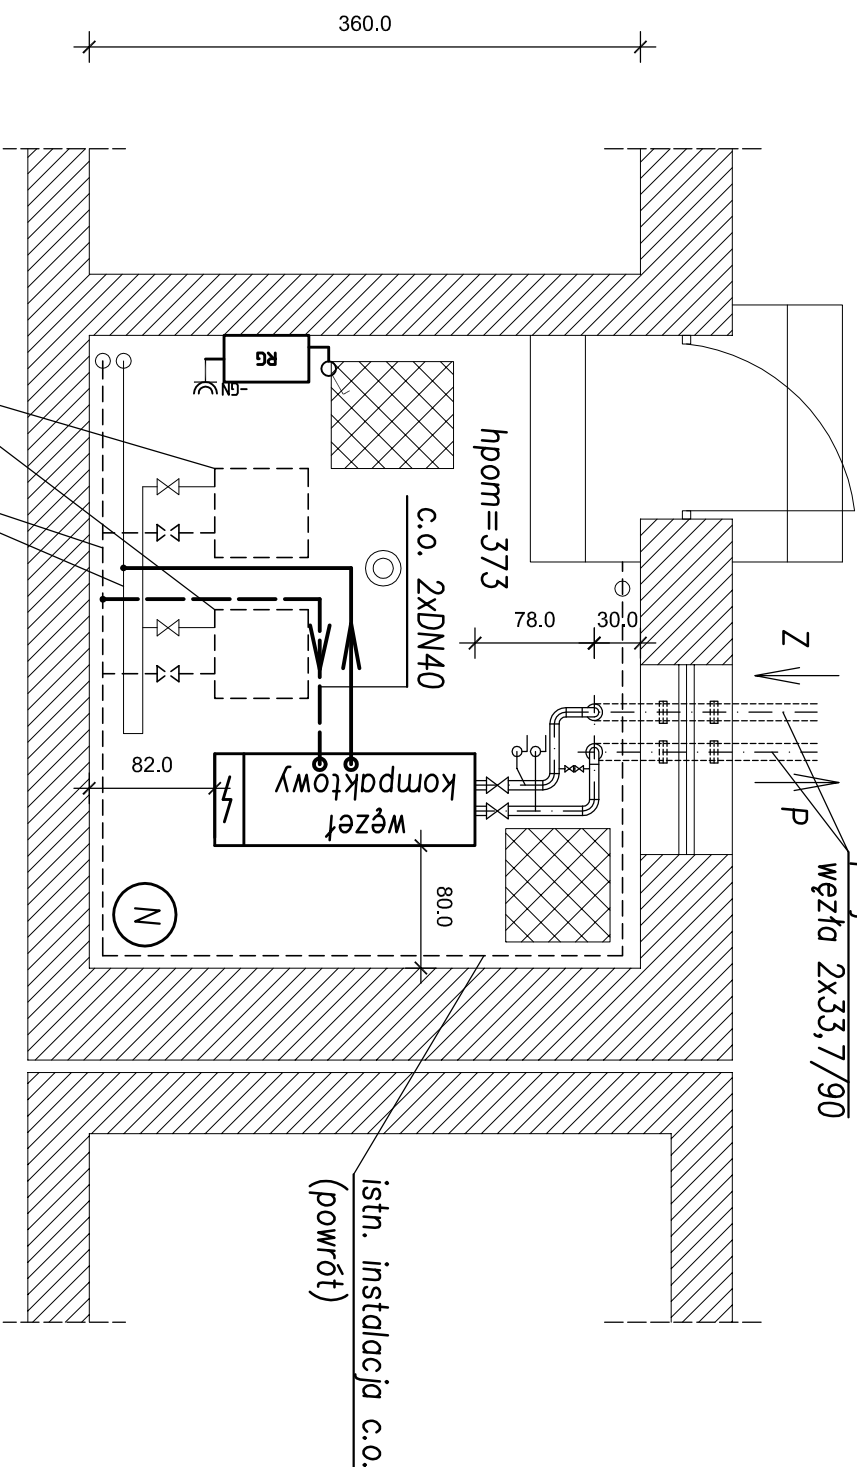 360.0
RG
-GN
hpom=373
c.o. 2xDN40
78.0
30.0
Z
P
węzła 2x33,7/90
82.0
węzeł
kompaktowy
80.0
N
istn. instalacja c.o.
(powrót)